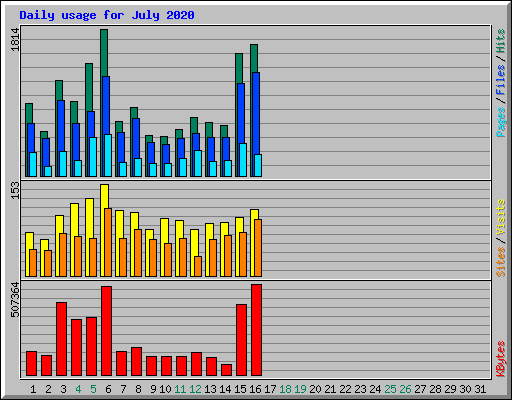 Daily usage for July 2020
1814
Pages/Files/Hits
153
Sites/Visits
507364
KBytes
1 2 3 4 5 6 7 8 9 10 11 12 13 14 15 16 17 18 19 20 21 22 23 24 25 26 27 28 29 30 31